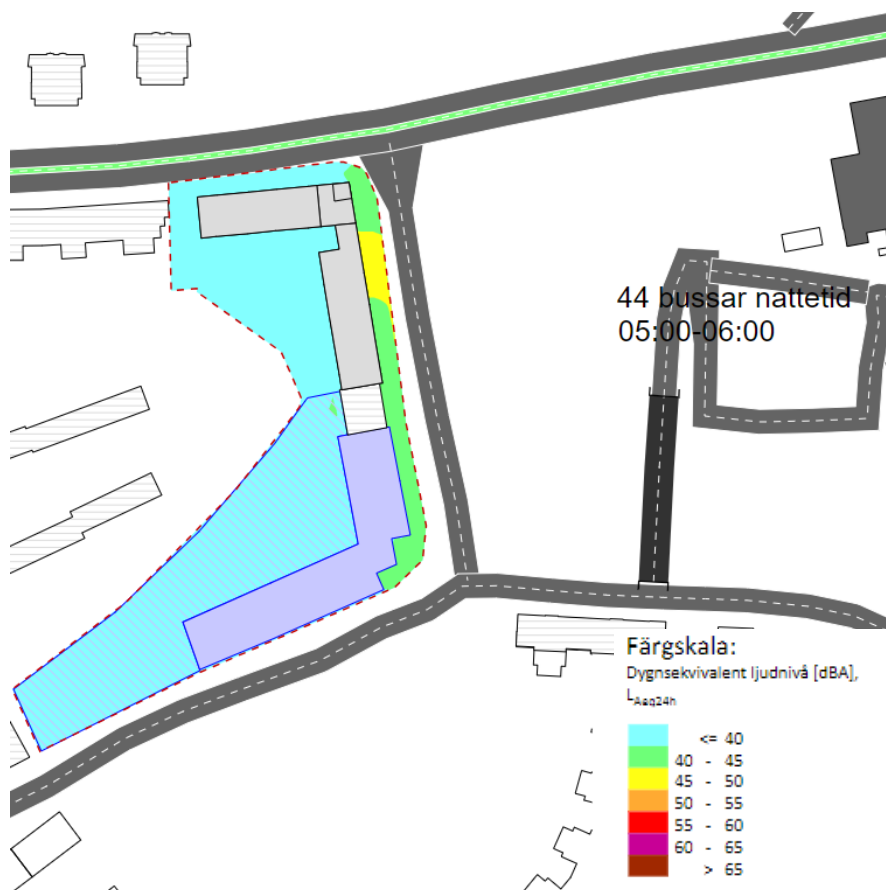 44 bussar nattetid
05:00-06:00
Färgskala:
Dygnsekvivalent ljudnivå [dBA],
LAeq24h
<= 40
40 - 45
45 - 50
50 - 55
55 - 60
60 - 65
> 65